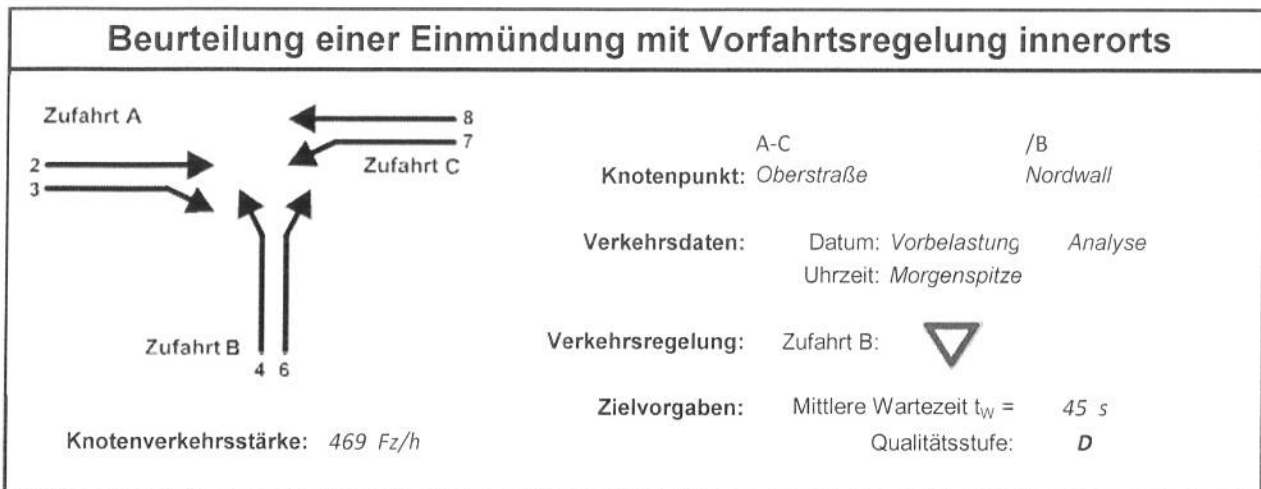 Beurteilung einer Einmündung mit Vorfahrtsregelung innerorts
Zufahrt A
8
7
2
Zufahrt C
3
Zufahrt B
4 6
Knotenverkehrsstärke: 469 Fz/h
A-C /B
Knotenpunkt: Oberstraße Nordwall
Verkehrsdaten: Datum: Vorbelastung Analyse
Uhrzeit: Morgenspitze
Verkehrsregelung: Zufahrt B:
Zielvorgaben: Mittlere Wartezeit tW = 45 s
Qualitätsstufe: D